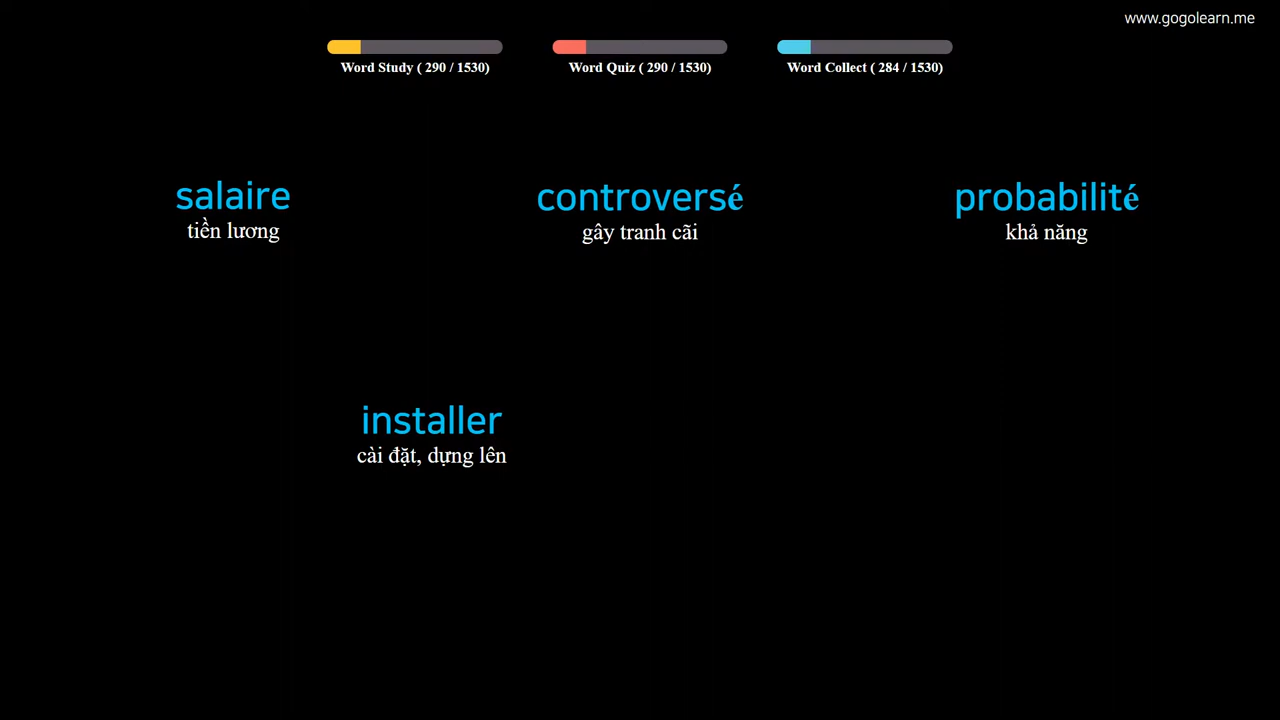 www.gogolearn.me
Word Study ( 290 / 1530)
Word Quiz ( 290 / 1530)
Word Collect ( 284 / 1530)
salaire
tiền lương
controversé
gây tranh cãi
probabilité
khả năng
installer
cài đặt, dựng lên